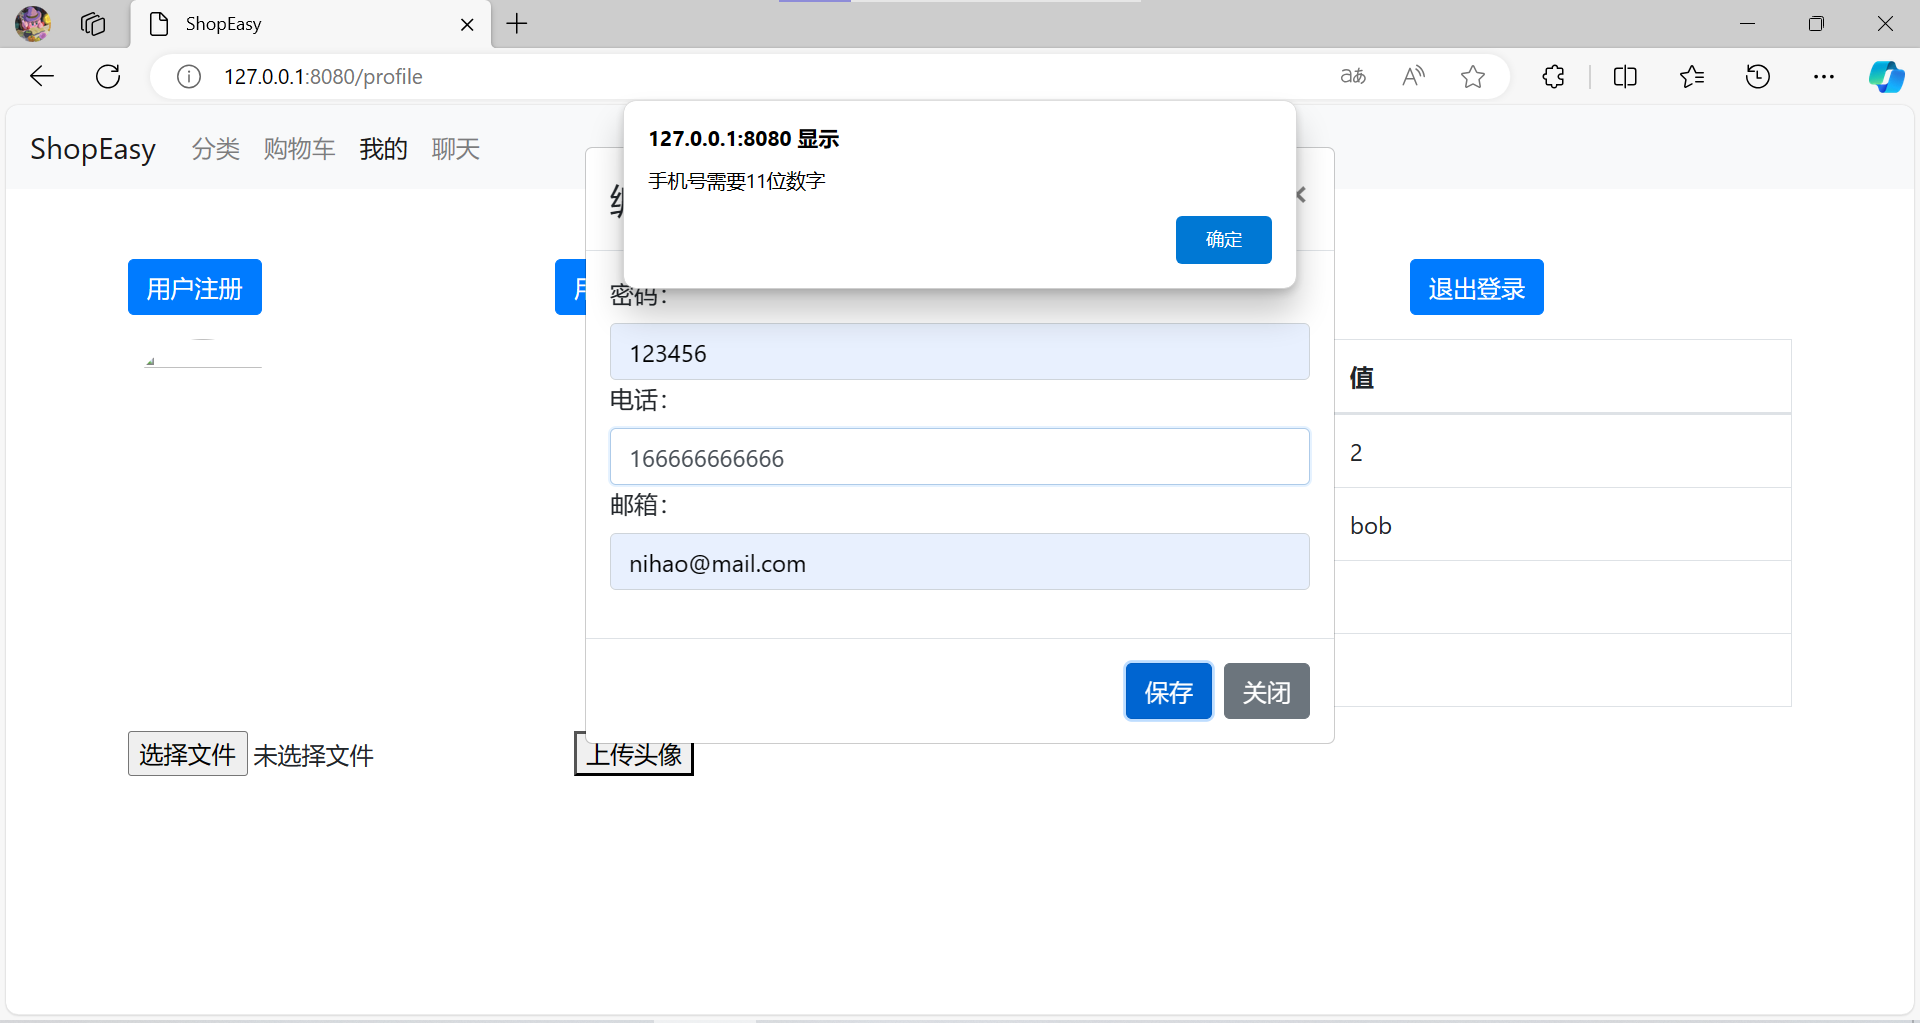 ShopEasy
127.0.0.1:8080/profile
ShopEasy 分类 购物车 我的 聊天
127.0.0.1:8080 显示
手机号需要11位数字
确定
用户注册
退出登录
密码：
123456
电话：
166666666666
邮箱：
nihao@mail.com
保存 关闭
值
2
bob
选择文件 未选择文件
上传头像